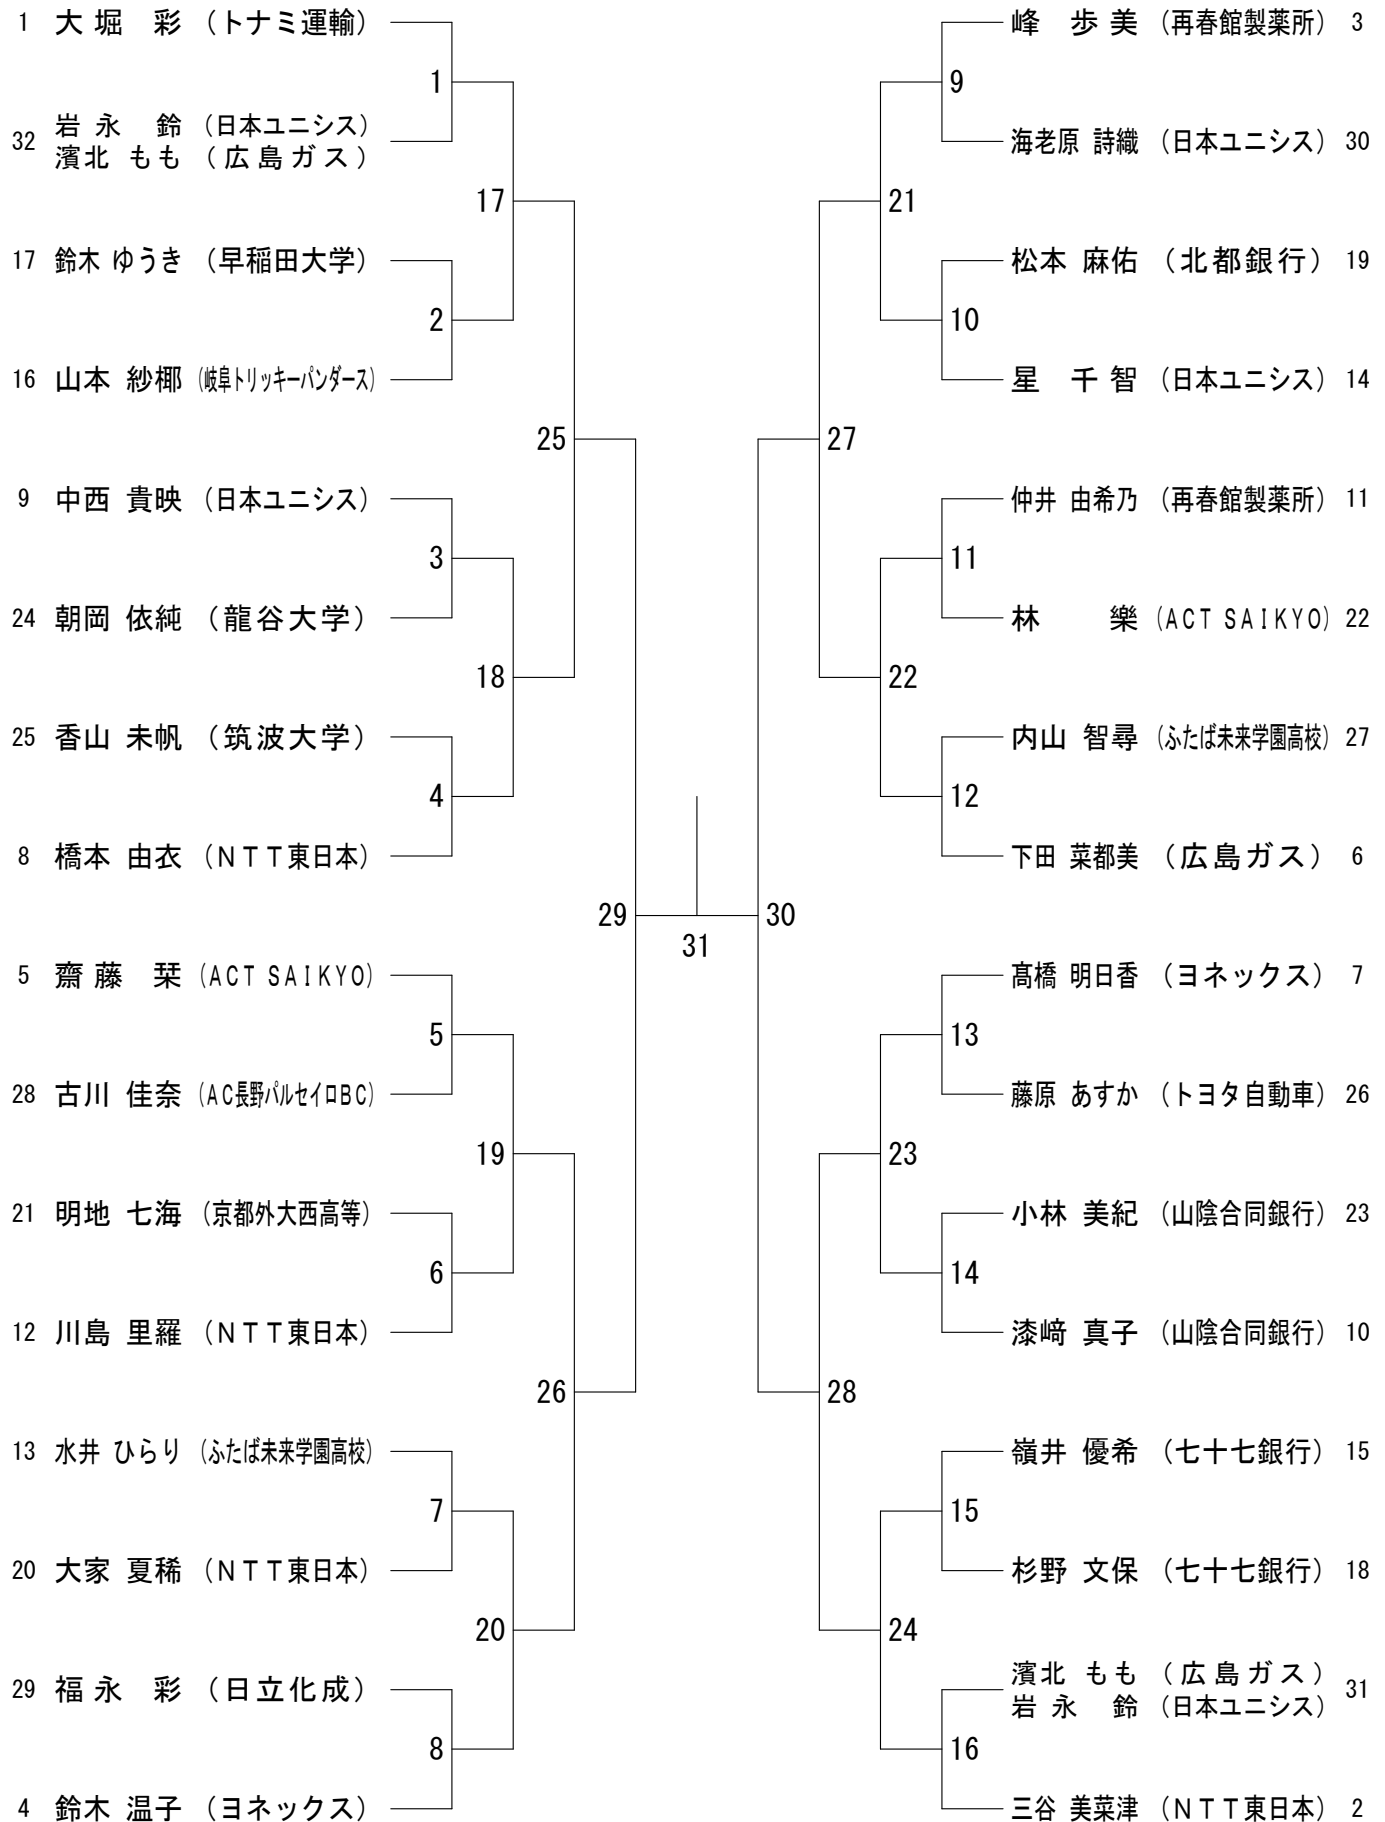 1 大堀 彩 (トナミ運輸)
1
32 岩永 鈴 (日本ユニシス)
濱北 もも (広島ガス)
17
17 鈴木 ゆうき (早稲田大学)
2
16 山本 紗椰 (岐阜トリッキーパンダース)
25
9 中西 貴映 (日本ユニシス)
3
24 朝岡 依純 (龍谷大学)
18
25 香山 未帆 (筑波大学)
4
8 橋本 由衣 (NTT東日本)
29
5 齋藤 栞 (ACT SAIKYO)
5
28 古川 佳奈 (AC長野パルセイロBC)
19
21 明地 七海 (京都外大西高等)
6
12 川島 里羅 (NTT東日本)
26
13 水井 ひらり (ふたば未来学園高校)
7
20 大家 夏稀 (NTT東日本)
20
29 福永 彩 (日立化成)
8
4 鈴木 温子 (ヨネックス)
31
峰 歩美 (再春館製薬所) 3
9
海老原 詩織 (日本ユニシス) 30
21
松本 麻佑 (北都銀行) 19
10
星 千智 (日本ユニシス) 14
27
仲井 由希乃 (再春館製薬所) 11
11
林 樂 (ACT SAIKYO) 22
22
内山 智尋 (ふたば未来学園高校) 27
12
下田 菜都美 (広島ガス) 6
30
髙橋 明日香 (ヨネックス) 7
13
藤原 あすか (トヨタ自動車) 26
23
小林 美紀 (山陰合同銀行) 23
14
漆﨑 真子 (山陰合同銀行) 10
28
嶺井 優希 (七十七銀行) 15
15
杉野 文保 (七十七銀行) 18
24
濱北 もも (広島ガス) 31
岩永 鈴 (日本ユニシス)
16
三谷 美菜津 (NTT東日本) 2